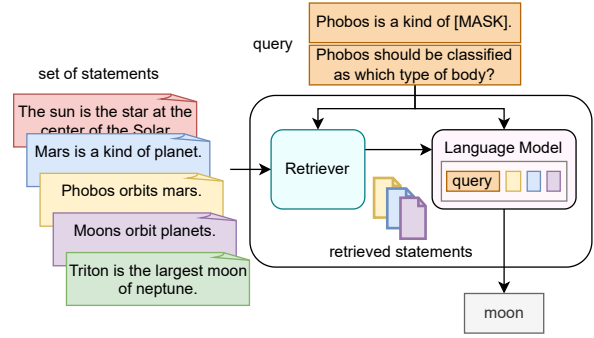 query
Phobos is a kind of [MASK].
Phobos should be classified
as which type of body?
set of statements
The sun is the star at the
center of the Solar
Mars is a kind of planet.
Phobos orbits mars.
Moons orbit planets.
Triton is the largest moon
of neptune.
Retriever
Language Model
query
retrieved statements
moon